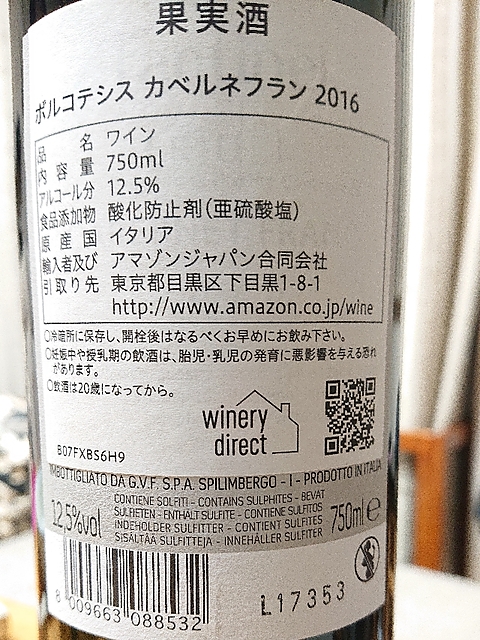 果実酒
ポルコテシス カベルネフラン 2016
品名 ワイン
内容量 750ml
アルコール分 12.5%
食品添加物 酸化防止剤(亜硫酸塩)
原産国 イタリア
輸入者及び アマゾンジャパン合同会社
引取り先 東京都目黒区下目黒1-8-1
http://www.amazon.co.jp/wine
○冷暗所に保存し、開栓後はなるべくお早めにお飲み下さい。
○妊娠中や授乳期の飲酒は、胎児・乳児の発育に悪影響を与える恐れ
があります。
○飲酒は20歳になってから。
winery
direct
B07FXBS6H9
IMBOTTIGLIATO DA G.V.F. S.P.A. SPILIMBERGO - I - PRODOTTO IN ITALIA
12,5%vol
CONTIENE SOLFITI - CONTAINS SULPHITES - BEVAT
SULFIETEN - ENTHÄLT SULFITE - CONTIENE SULFITOS
INDEHOLDER SULFITTER - CONTIENT SULFITES
SISÄLTÄÄ SULFIITTEJA - INNEHÅLLER SULFITER
750ml e
8 009663 088532
L17353